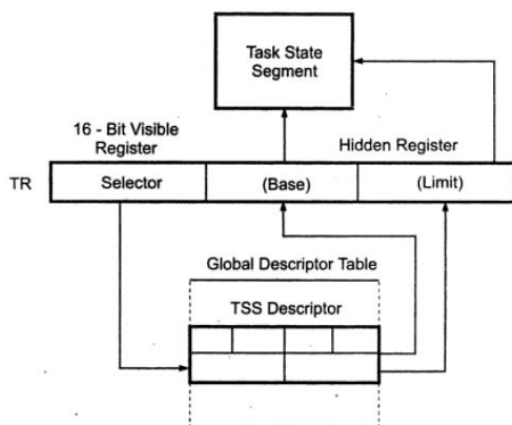 Task State
Segment
16 - Bit Visible
Register
Hidden Register
TR
Selector
(Base)
(Limit)
Global Descriptor Table
TSS Descriptor